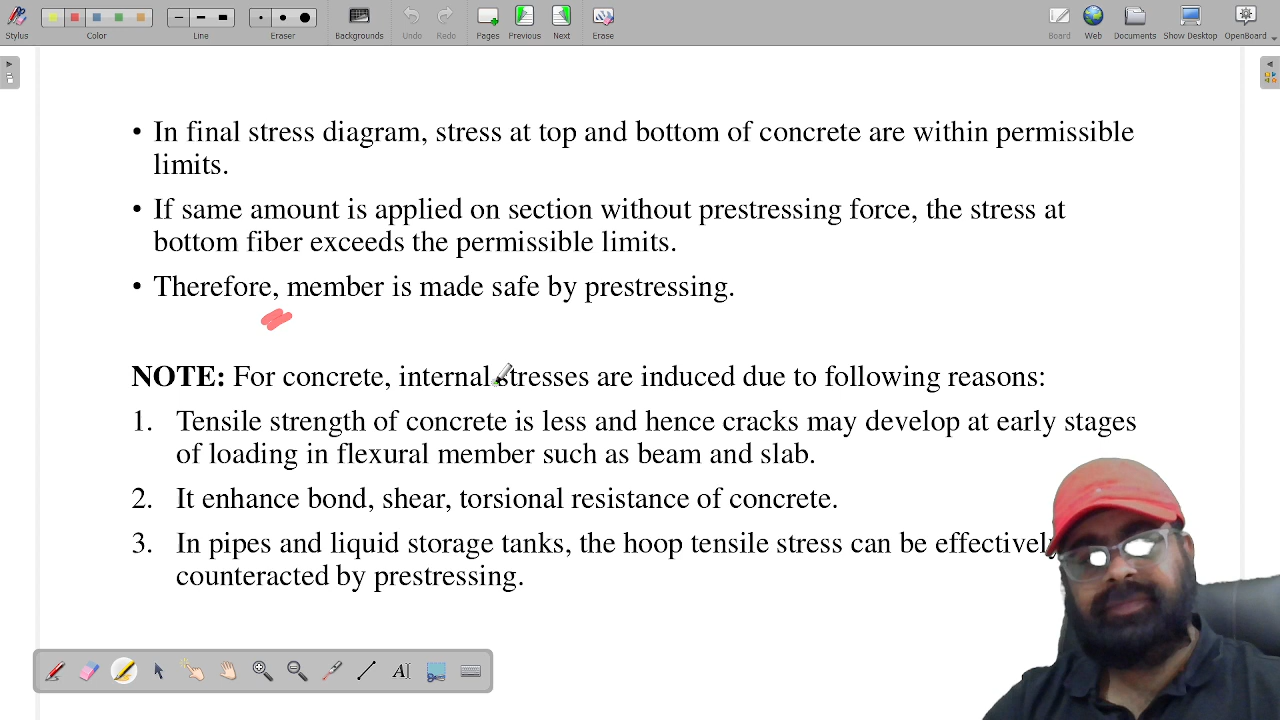 Stylus
Color
Line
Eraser
Backgrounds
Undo
Redo
Pages
Previous
Next
Erase
Board
Web
Documents
Show Desktop
OpenBoard
• In final stress diagram, stress at top and bottom of concrete are within permissible
limits.
• If same amount is applied on section without prestressing force, the stress at
bottom fiber exceeds the permissible limits.
• Therefore, member is made safe by prestressing.
NOTE: For concrete, internal stresses are induced due to following reasons:
1. Tensile strength of concrete is less and hence cracks may develop at early stages
of loading in flexural member such as beam and slab.
2. It enhance bond, shear, torsional resistance of concrete.
3. In pipes and liquid storage tanks, the hoop tensile stress can be effectively
counteracted by prestressing.